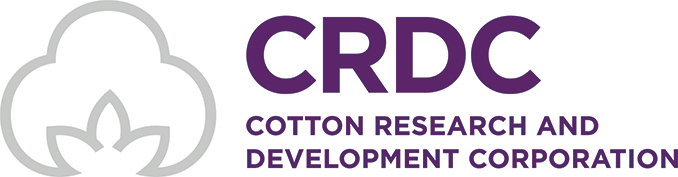 CRDC
COTTON RESEARCH AND
DEVELOPMENT CORPORATION